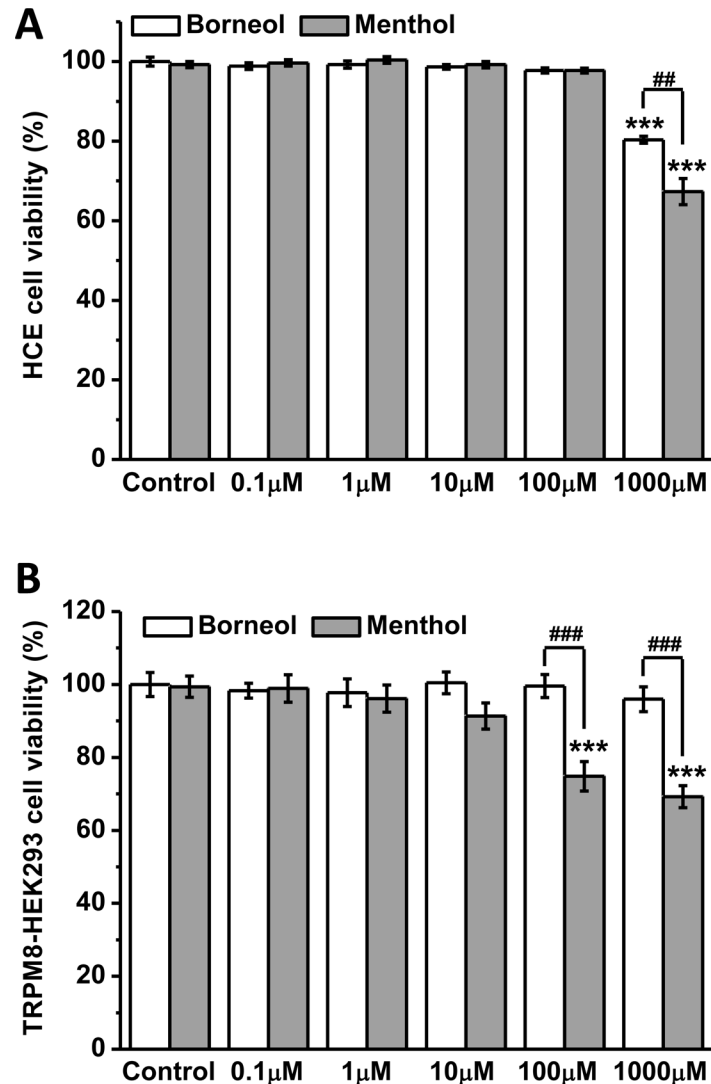 A
Borneol Menthol
HCE cell viability (%)
100
80
60
40
20
0
##
***
***
Control 0.1μM 1μM 10μM 100μM 1000μM
B
Borneol Menthol
TRPM8-HEK293 cell viability (%)
120
100
80
60
40
20
0
###
###
***
***
Control 0.1μM 1μM 10μM 100μM 1000μM